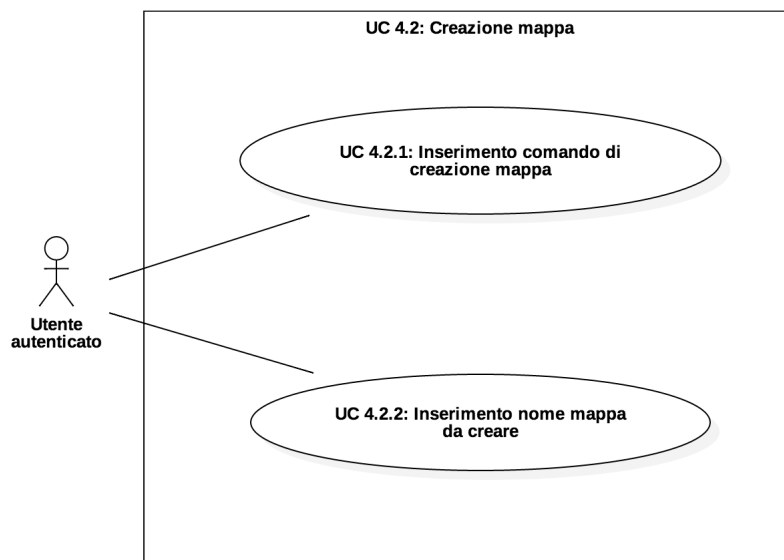 UC 4.2: Creazione mappa
UC 4.2.1: Inserimento comando di
creazione mappa
Utente
autenticato
UC 4.2.2: Inserimento nome mappa
da creare